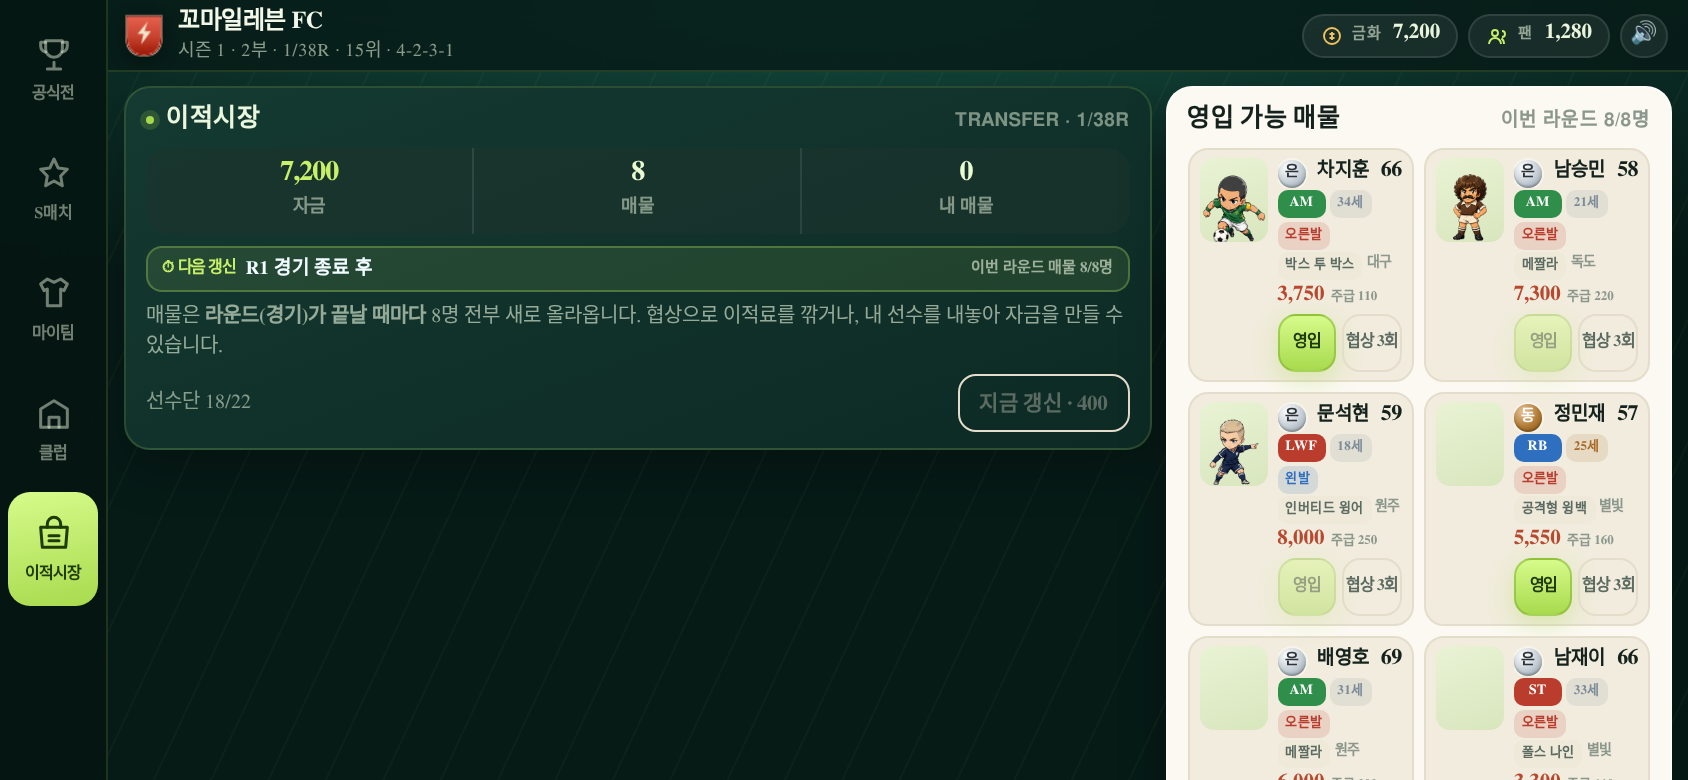 꼬마일레븐 FC
시즌 1 · 2부 · 1/38R · 15위 · 4-2-3-1
금화 7,200
팬 1,280
공식전
S매치
마이팀
클럽
이적시장
이적시장
TRANSFER · 1/38R
7,200
자금
8
매물
0
내 매물
⏱ 다음 갱신 R1 경기 종료 후
이번 라운드 매물 8/8명
매물은 라운드(경기)가 끝날 때마다 8명 전부 새로 올라옵니다. 협상으로 이적료를 깎거나, 내 선수를 내놓아 자금을 만들 수
있습니다.
선수단 18/22
지금 갱신 · 400
영입 가능 매물
이번 라운드 8/8명
은 차지훈 66
AM 34세
오른발
박스 투 박스 대구
3,750 주급 110
영입 협상 3회
은 남승민 58
AM 21세
오른발
메짤라 독도
7,300 주급 220
영입 협상 3회
은 문석현 59
LWF 18세
왼발
인버티드 윙어 원주
8,000 주급 250
영입 협상 3회
동 정민재 57
RB 25세
오른발
공격형 윙백 별빛
5,550 주급 160
영입 협상 3회
은 배영호 69
AM 31세
오른발
메짤라 원주
은 남재이 66
ST 33세
오른발
폴스 나인 별빛